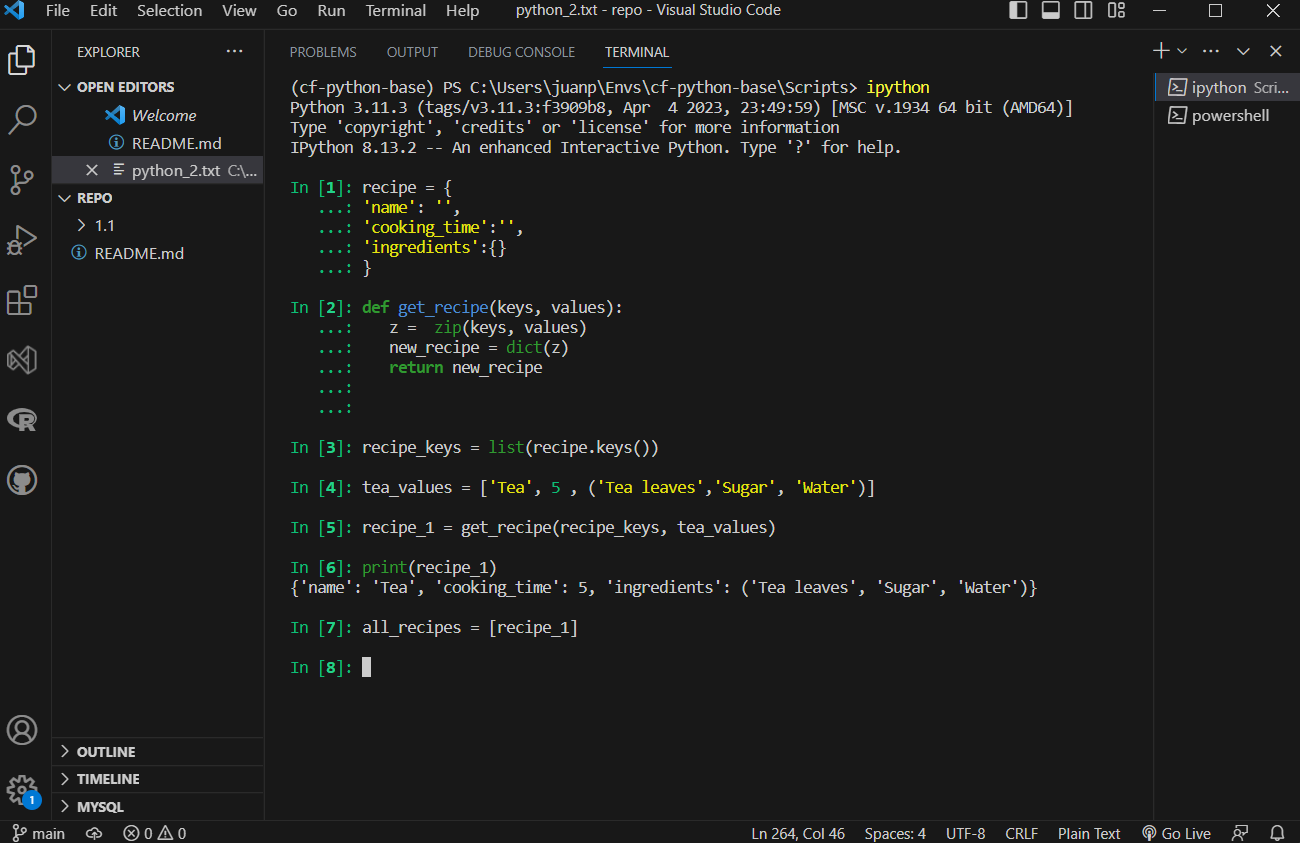 File Edit Selection View Go Run Terminal Help python_2.txt - repo - Visual Studio Code
EXPLORER
OPEN EDITORS
Welcome
README.md
python_2.txt C:\...
REPO
1.1
README.md
OUTLINE
TIMELINE
MYSQL
PROBLEMS OUTPUT DEBUG CONSOLE TERMINAL
(cf-python-base) PS C:\Users\juanp\Envs\cf-python-base\Scripts> ipython
Python 3.11.3 (tags/v3.11.3:f3909b8, Apr  4 2023, 23:49:59) [MSC v.1934 64 bit (AMD64)]
Type 'copyright', 'credits' or 'license' for more information
IPython 8.13.2 -- An enhanced Interactive Python. Type '?' for help.
In [1]: recipe = {
   ...: 'name': '',
   ...: 'cooking_time':'',
   ...: 'ingredients':{}
   ...: }
In [2]: def get_recipe(keys, values):
   ...:    z =  zip(keys, values)
   ...:    new_recipe = dict(z)
   ...:    return new_recipe
   ...:
   ...:
In [3]: recipe_keys = list(recipe.keys())
In [4]: tea_values = ['Tea', 5 , ('Tea leaves','Sugar', 'Water')]
In [5]: recipe_1 = get_recipe(recipe_keys, tea_values)
In [6]: print(recipe_1)
{'name': 'Tea', 'cooking_time': 5, 'ingredients': ('Tea leaves', 'Sugar', 'Water')}
In [7]: all_recipes = [recipe_1]
In [8]:
ipython Scri...
powershell
1
main 0 0 Ln 264, Col 46 Spaces: 4 UTF-8 CRLF Plain Text Go Live